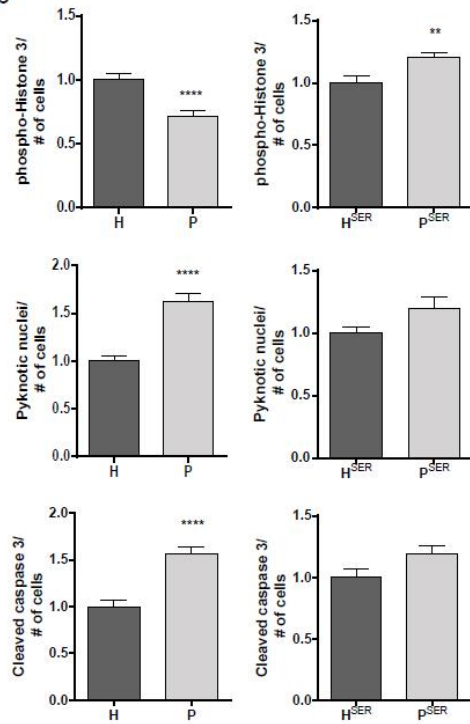 phospho-Histone 3/
# of cells
1.5
1.0
0.5
0.0
****
H P
phospho-Histone 3/
# of cells
1.5
1.0
0.5
0.0
**
H^SER P^SER
Pyknotic nuclei/
# of cells
2.0
1.5
1.0
0.5
0.0
****
H P
Pyknotic nuclei/
# of cells
1.5
1.0
0.5
0.0
H^SER P^SER
Cleaved caspase 3/
# of cells
2.0
1.5
1.0
0.5
0.0
****
H P
Cleaved caspase 3/
# of cells
1.5
1.0
0.5
0.0
H^SER P^SER